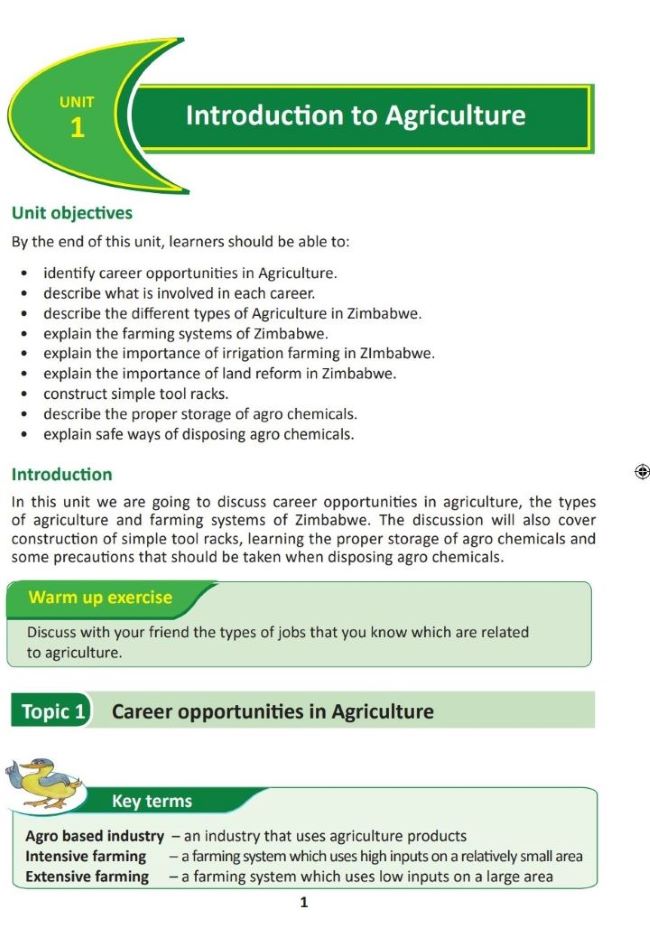 UNIT
1
Introduction to Agriculture
Unit objectives
By the end of this unit, learners should be able to:
• identify career opportunities in Agriculture.
• describe what is involved in each career.
• describe the different types of Agriculture in Zimbabwe.
• explain the farming systems of Zimbabwe.
• explain the importance of irrigation farming in ZImbabwe.
• explain the importance of land reform in Zimbabwe.
• construct simple tool racks.
• describe the proper storage of agro chemicals.
• explain safe ways of disposing agro chemicals.
Introduction
In this unit we are going to discuss career opportunities in agriculture, the types
of agriculture and farming systems of Zimbabwe. The discussion will also cover
construction of simple tool racks, learning the proper storage of agro chemicals and
some precautions that should be taken when disposing agro chemicals.
Warm up exercise
Discuss with your friend the types of jobs that you know which are related
to agriculture.
Topic 1 Career opportunities in Agriculture
Key terms
Agro based industry – an industry that uses agriculture products
Intensive farming – a farming system which uses high inputs on a relatively small area
Extensive farming – a farming system which uses low inputs on a large area
1